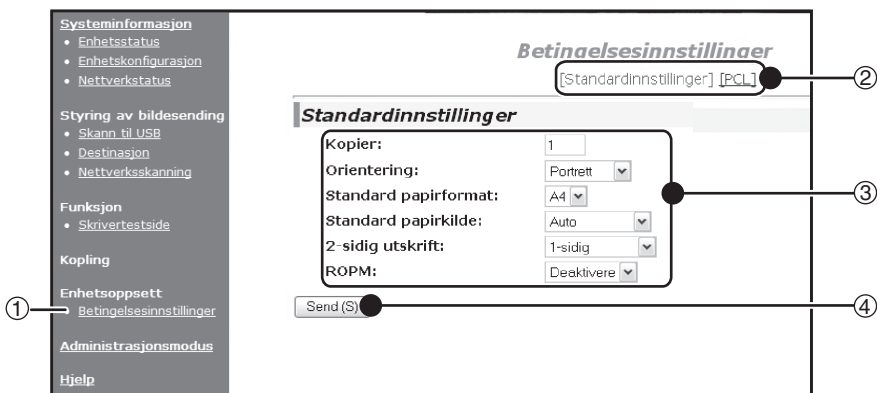 Systeminformasjon
• Enhetsstatus
• Enhetskonfigurasjon
• Nettverkstatus
Styring av bildesending
• Skann til USB
• Destinasjon
• Nettverksskanning
Funksjon
• Skrivertestside
Kopling
Enhetsoppsett
① • Betingelsesinnstillinger
Administrasjonsmodus
Hjelp
Betingelsesinnstillinger
[Standardinnstillinger] [PCL] ②
Standardinnstillinger
Kopier: 1
Orientering: Portrett
Standard papirformat: A4 ③
Standard papirkilde: Auto
2-sidig utskrift: 1-sidig
ROPM: Deaktivere
Send (S) ④